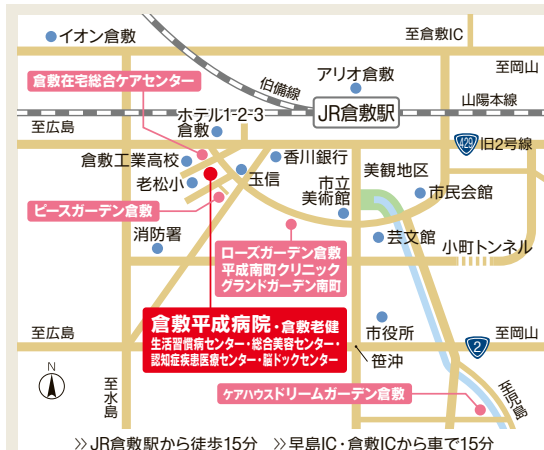 イオン倉敷
至倉敷IC
至岡山
倉敷在宅総合ケアセンター
伯備線
アリオ倉敷
ホテル1-2-3
倉敷
JR倉敷駅
山陽本線
至広島
429
旧2号線
倉敷工業高校
香川銀行
美観地区
老松小
玉信
市立
美術館
市民会館
ピースガーデン倉敷
消防署
ローズガーデン倉敷
平成南町クリニック
グランドガーデン南町
芸文館
小町トンネル
倉敷平成病院・倉敷老健
生活習慣病センター・総合美容センター・
認知症疾患医療センター・脳ドックセンター
至広島
市役所
2
至岡山
笹沖
N
至水島
ケアハウスドリームガーデン倉敷
至児島
≫JR倉敷駅から徒歩15分 ≫早島IC・倉敷ICから車で15分